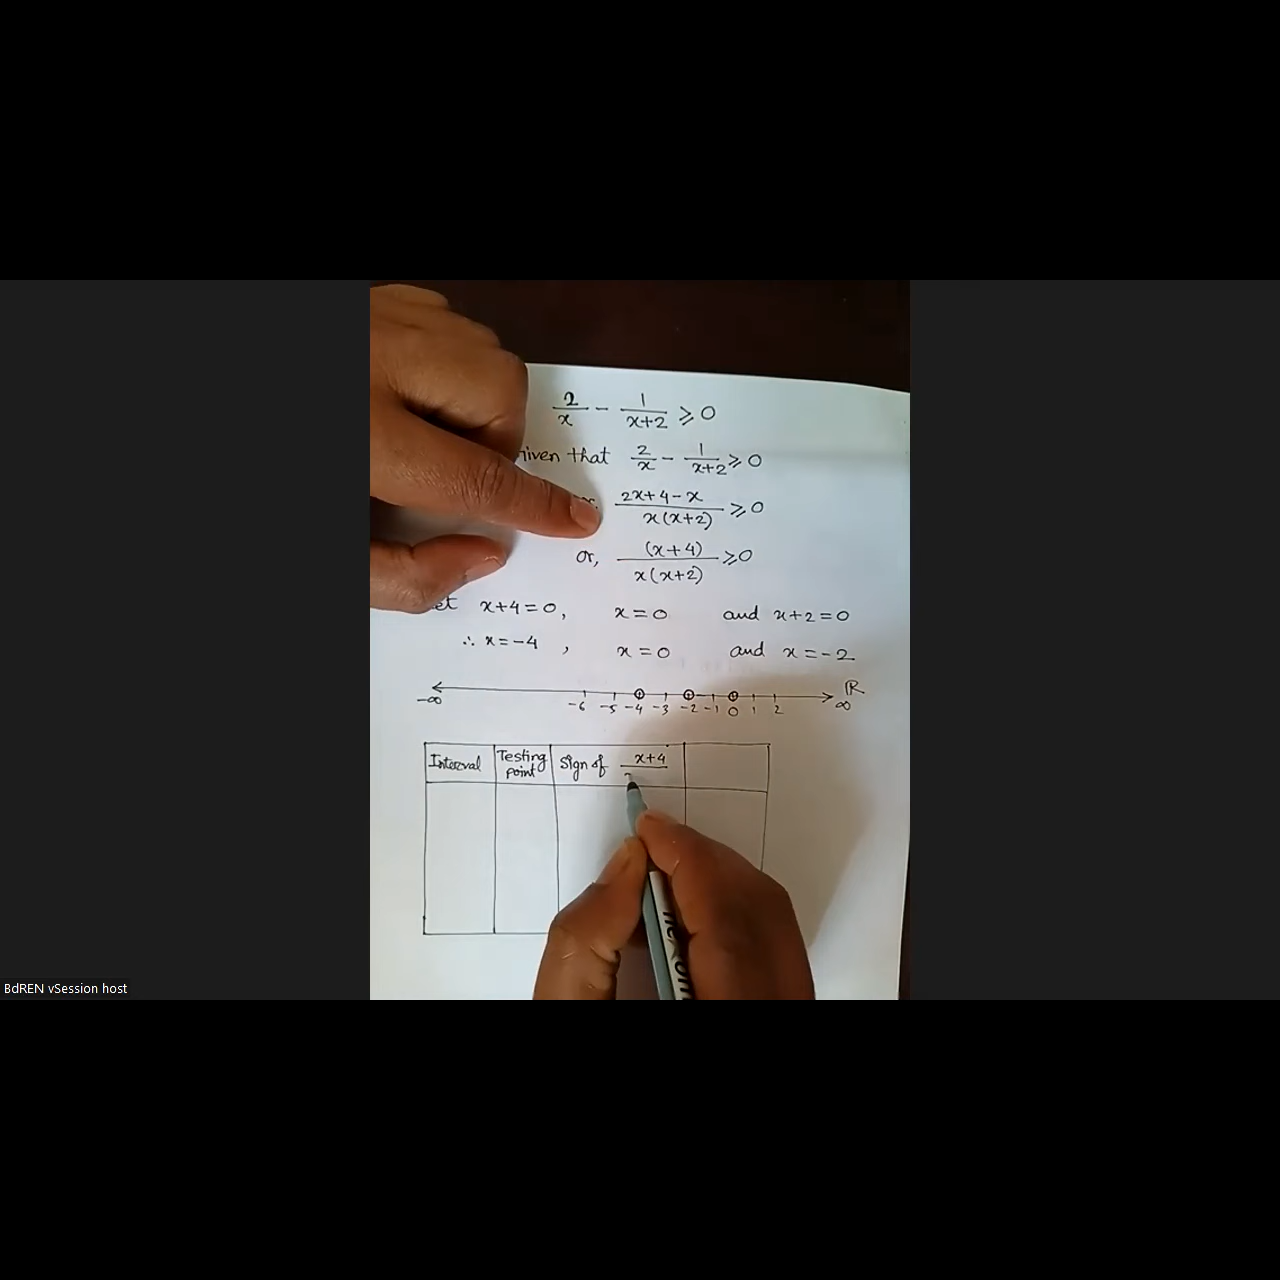 2/x - 1/(x+2) ⩾ 0
iven that 2/x - 1/(x+2) ⩾ 0
(2x+4-x)/(x(x+2)) ⩾ 0
or, (x+4)/(x(x+2)) ⩾ 0
et x+4=0, x=0 and x+2=0
∴ x=-4, x=0 and x=-2
ℝ
-∞ -6 -5 -4 -3 -2 -1 0 1 2 ∞
Interval Testing point Sign of x+4
BdREN vSession host